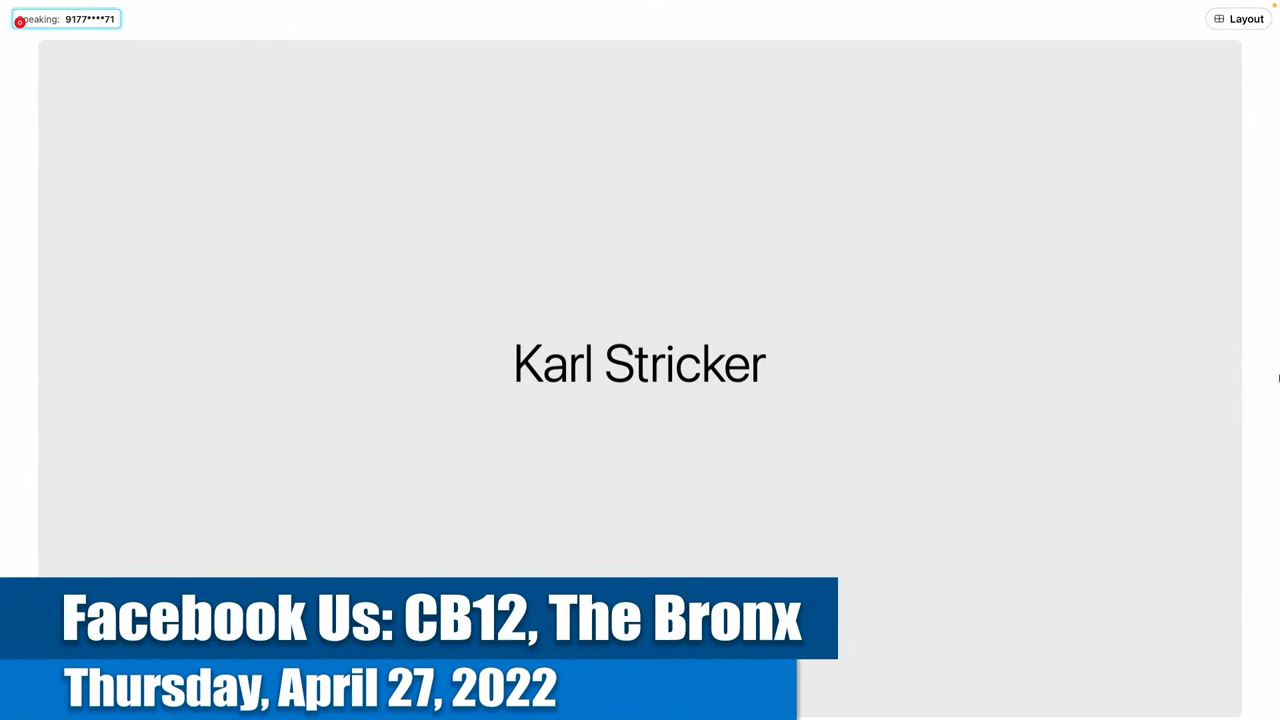 Speaking: 9177****71
Layout
Karl Stricker
Facebook Us: CB12, The Bronx
Thursday, April 27, 2022